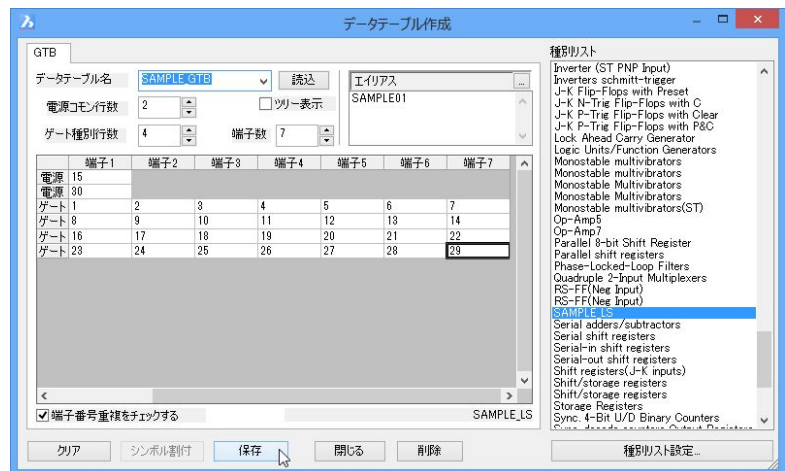 データテーブル作成
GTB
データテーブル名 SAMPLE.GTB 読込
電源コモン行数 2 ツリー表示
ゲート種別行数 4 端子数 7
エイリアス ...
SAMPLE01
端子1 端子2 端子3 端子4 端子5 端子6 端子7
電源 15
電源 30
ゲート 1 2 3 4 5 6 7
ゲート 8 9 10 11 12 13 14
ゲート 16 17 18 19 20 21 22
ゲート 23 24 25 26 27 28 29
端子番号重複をチェックする SAMPLE_LS
クリア シンボル割付 保存 閉じる 削除
種別リスト
Inverter (ST PNP Input)
Inverters schmitt-trigger
J-K Flip-Flops with Preset
J-K N-Trig Flip-Flops with C
J-K P-Trig Flip-Flops with Clear
J-K P-Trig Flip-Flops with P&C
Lock Ahead Carry Generator
Logic Units/Function Generators
Monostable multivibrators
Monostable multivibrators
Monostable Multivibrators
Monostable Multivibrators
Monostable multivibrators(ST)
Op-Amp5
Op-Amp7
Parallel 8-bit Shift Register
Parallel shift registers
Phase-Locked-Loop Filters
Quadruple 2-Input Multiplexers
RS-FF(Neg Input)
RS-FF(Neg Input)
SAMPLE_LS
Serial adders/subtractors
Serial shift registers
Serial-in shift registers
Serial-out shift registers
Shift registers(J-K inputs)
Shift/storage registers
Shift/storage registers
Storage Registers
Sync. 4-Bit U/D Binary Counters
種別リスト設定...